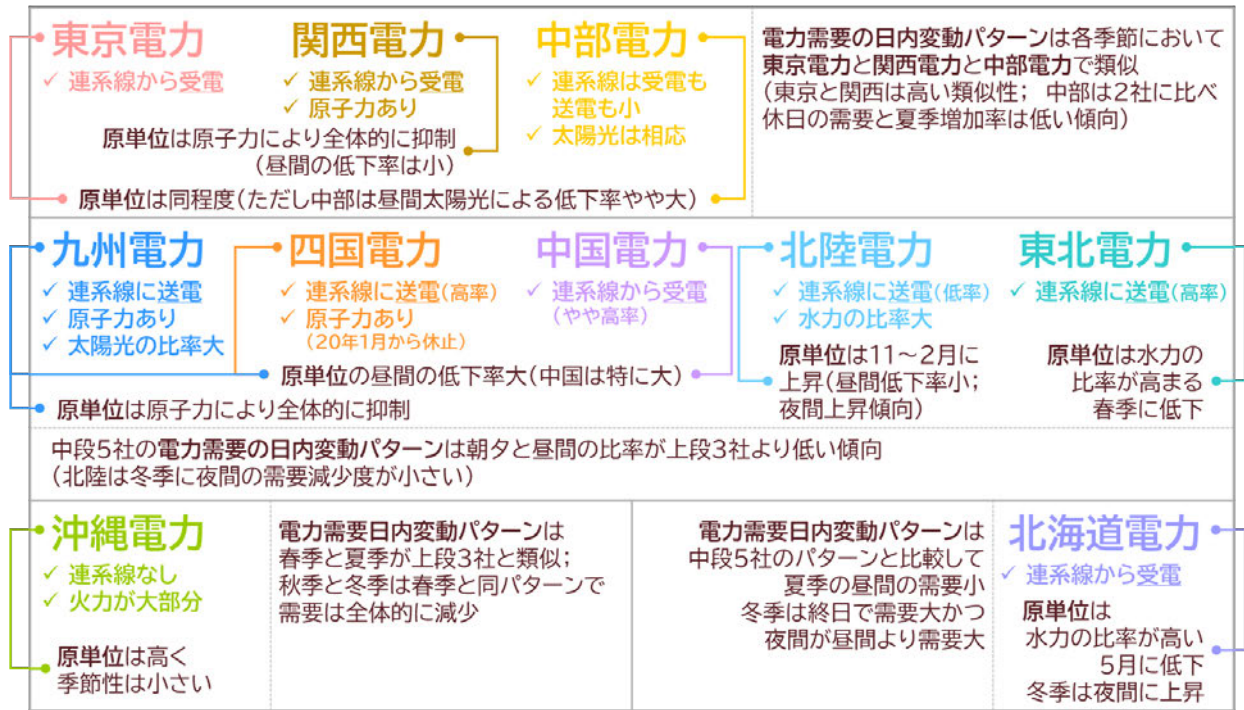 東京電力
✓ 連系線から受電
関西電力
✓ 連系線から受電
✓ 原子力あり
中部電力
✓ 連系線は受電も
送電も小
✓ 太陽光は相応
原単位は原子力により全体的に抑制
(昼間の低下率は小)
原単位は同程度(ただし中部は昼間太陽光による低下率やや大)
電力需要の日内変動パターンは各季節において
東京電力と関西電力と中部電力で類似
(東京と関西は高い類似性; 中部は2社に比べ
休日の需要と夏季増加率は低い傾向)
九州電力
✓ 連系線に送電
✓ 原子力あり
✓ 太陽光の比率大
四国電力
✓ 連系線に送電(高率)
✓ 原子力あり
(20年1月から休止)
中国電力
✓ 連系線から受電
(やや高率)
原単位の昼間の低下率大(中国は特に大)
原単位は原子力により全体的に抑制
北陸電力
✓ 連系線に送電(低率)
✓ 水力の比率大
原単位は11～2月に
上昇(昼間低下率小;
夜間上昇傾向)
東北電力
✓ 連系線に送電(高率)
原単位は水力の
比率が高まる
春季に低下
中段5社の電力需要の日内変動パターンは朝夕と昼間の比率が上段3社より低い傾向
(北陸は冬季に夜間の需要減少度が小さい)
沖縄電力
✓ 連系線なし
✓ 火力が大部分
原単位は高く
季節性は小さい
電力需要日内変動パターンは
春季と夏季が上段3社と類似;
秋季と冬季は春季と同パターンで
需要は全体的に減少
電力需要日内変動パターンは
中段5社のパターンと比較して
夏季の昼間の需要小
冬季は終日で需要大かつ
夜間が昼間より需要大
北海道電力
✓ 連系線から受電
原単位は
水力の比率が高い
5月に低下
冬季は夜間に上昇